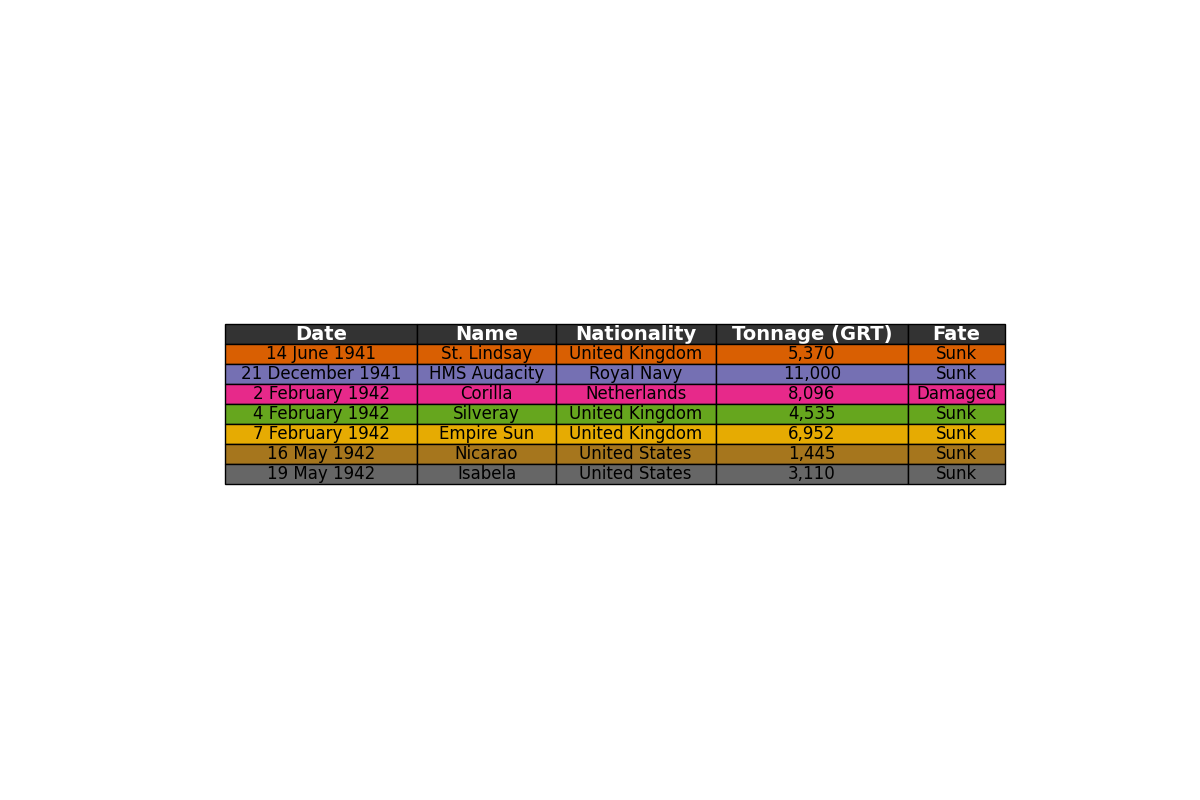 Date Name Nationality Tonnage (GRT) Fate
14 June 1941 St. Lindsay United Kingdom 5,370 Sunk
21 December 1941 HMS Audacity Royal Navy 11,000 Sunk
2 February 1942 Corilla Netherlands 8,096 Damaged
4 February 1942 Silveray United Kingdom 4,535 Sunk
7 February 1942 Empire Sun United Kingdom 6,952 Sunk
16 May 1942 Nicarao United States 1,445 Sunk
19 May 1942 Isabela United States 3,110 Sunk